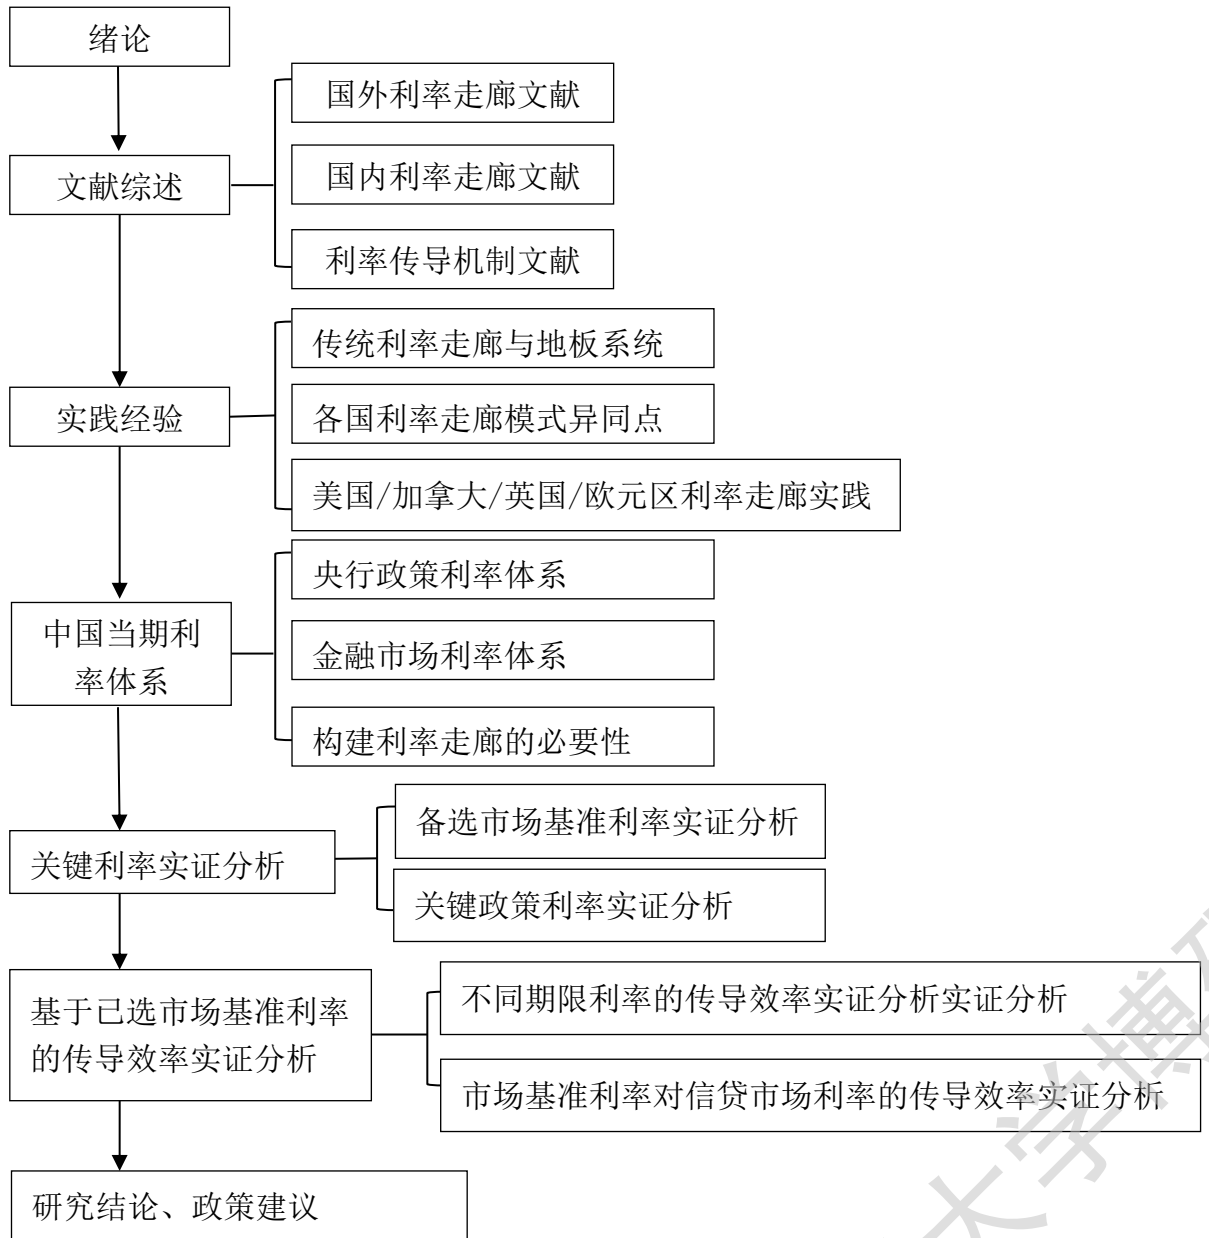 绪论
国外利率走廊文献
国内利率走廊文献
文献综述
利率传导机制文献
传统利率走廊与地板系统
各国利率走廊模式异同点
实践经验
美国/加拿大/英国/欧元区利率走廊实践
央行政策利率体系
中国当期利
率体系
金融市场利率体系
构建利率走廊的必要性
备选市场基准利率实证分析
关键利率实证分析
关键政策利率实证分析
不同期限利率的传导效率实证分析实证分析
基于已选市场基准利率
的传导效率实证分析
市场基准利率对信贷市场利率的传导效率实证分析
研究结论、政策建议
大学博